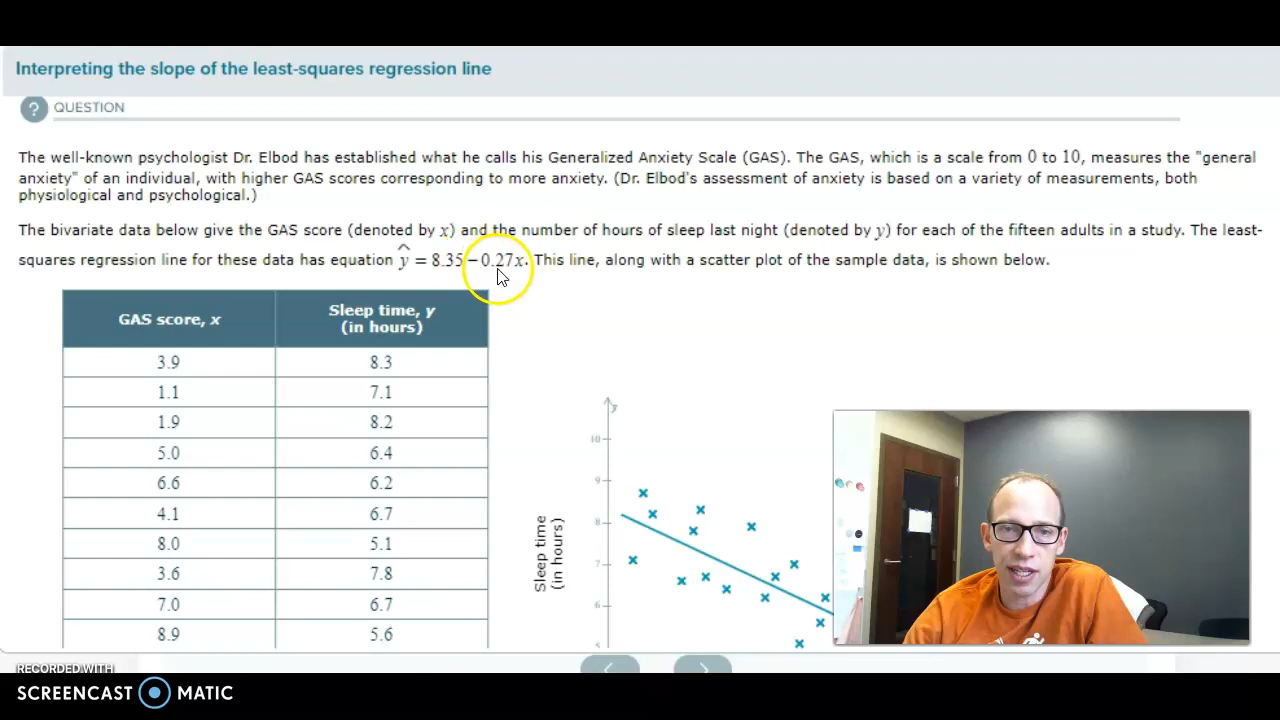 Interpreting the slope of the least-squares regression line
? QUESTION
The well-known psychologist Dr. Elbod has established what he calls his Generalized Anxiety Scale (GAS). The GAS, which is a scale from 0 to 10, measures the "general
anxiety" of an individual, with higher GAS scores corresponding to more anxiety. (Dr. Elbod's assessment of anxiety is based on a variety of measurements, both
physiological and psychological.)
The bivariate data below give the GAS score (denoted by x) and the number of hours of sleep last night (denoted by y) for each of the fifteen adults in a study. The least-
squares regression line for these data has equation ŷ = 8.35−0.27x. This line, along with a scatter plot of the sample data, is shown below.
GAS score, x Sleep time, y
(in hours)
3.9 8.3
1.1 7.1
1.9 8.2
5.0 6.4
6.6 6.2
4.1 6.7
8.0 5.1
3.6 7.8
7.0 6.7
8.9 5.6
y
10
9
8
7
6
5
Sleep time
(in hours)
RECORDED WITH
SCREENCAST MATIC